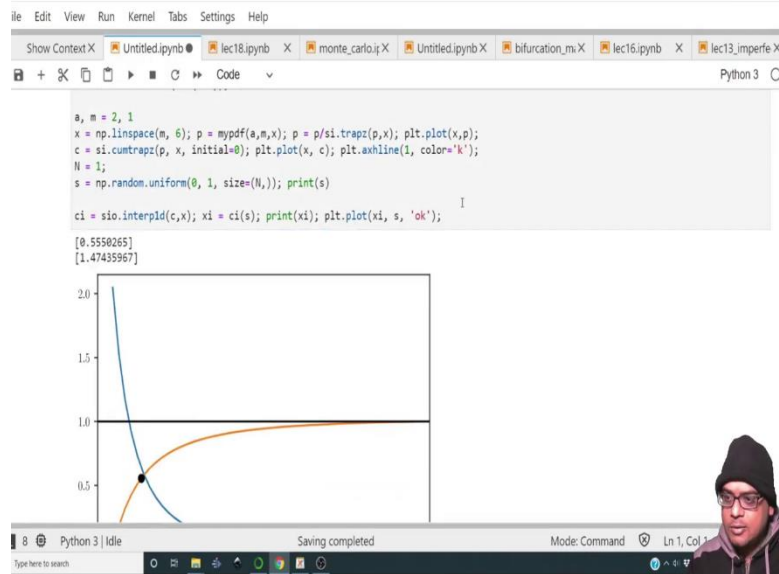 ile Edit View Run Kernel Tabs Settings Help
Show Context X Untitled.ipynb lec18.ipynb X monte_carlo.ip X Untitled.ipynb X bifurcation_ma X lec16.ipynb X lec13_imperfe X
Code Python 3
a, m = 2, 1
x = np.linspace(m, 6); p = mypdf(a,m,x); p = p/si.trapz(p,x); plt.plot(x,p);
c = si.cumtrapz(p, x, initial=0); plt.plot(x, c); plt.axhline(1, color='k');
N = 1;
s = np.random.uniform(0, 1, size=(N,)); print(s)
ci = sio.interp1d(c,x); xi = ci(s); print(xi); plt.plot(xi, s, 'ok');
[0.5550265]
[1.47435967]
2.0
1.5
1.0
0.5
8 Python 3 | Idle Saving completed Mode: Command Ln 1, Col
Type here to search